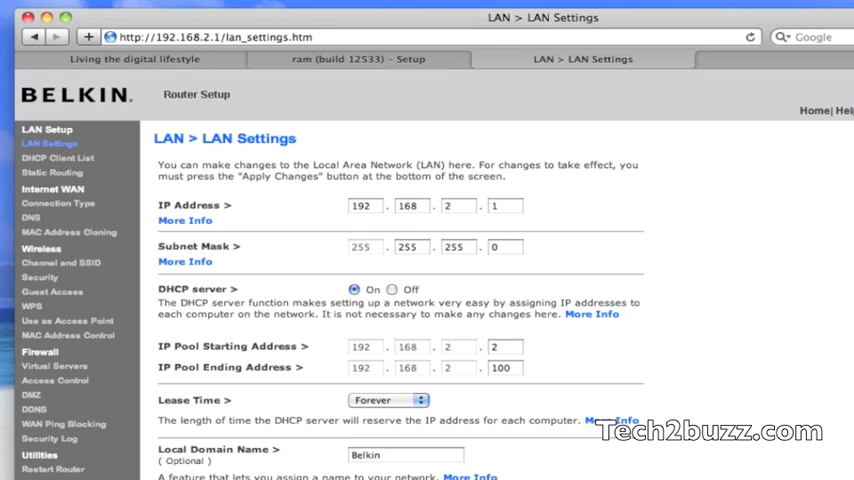 LAN > LAN Settings
http://192.168.2.1/lan_settings.htm
Google
Living the digital lifestyle
ram (build 12533) – Setup
LAN > LAN Settings
BELKIN.
Router Setup
Home| Hel
LAN Setup
LAN Settings
DHCP Client List
Static Routing
Internet WAN
Connection Type
DNS
MAC Address Cloning
Wireless
Channel and SSID
Security
Guest Access
WPS
Use as Access Point
MAC Address Control
Firewall
Virtual Servers
Access Control
DMZ
DDNS
WAN Ping Blocking
Security Log
Utilities
Restart Router
LAN > LAN Settings
You can make changes to the Local Area Network (LAN) here. For changes to take effect, you
must press the "Apply Changes" button at the bottom of the screen.
IP Address > 192 . 168 . 2 . 1
More Info
Subnet Mask > 255 . 255 . 255 . 0
More Info
DHCP server > On Off
The DHCP server function makes setting up a network very easy by assigning IP addresses to
each computer on the network. It is not necessary to make any changes here. More Info
IP Pool Starting Address > 192 . 168 . 2 . 2
IP Pool Ending Address > 192 . 168 . 2 . 100
Lease Time > Forever
The length of time the DHCP server will reserve the IP address for each computer. More Info
Tech2buzz.com
Local Domain Name > Belkin
( Optional )
A feature that lets you assign a name to your network. More Info